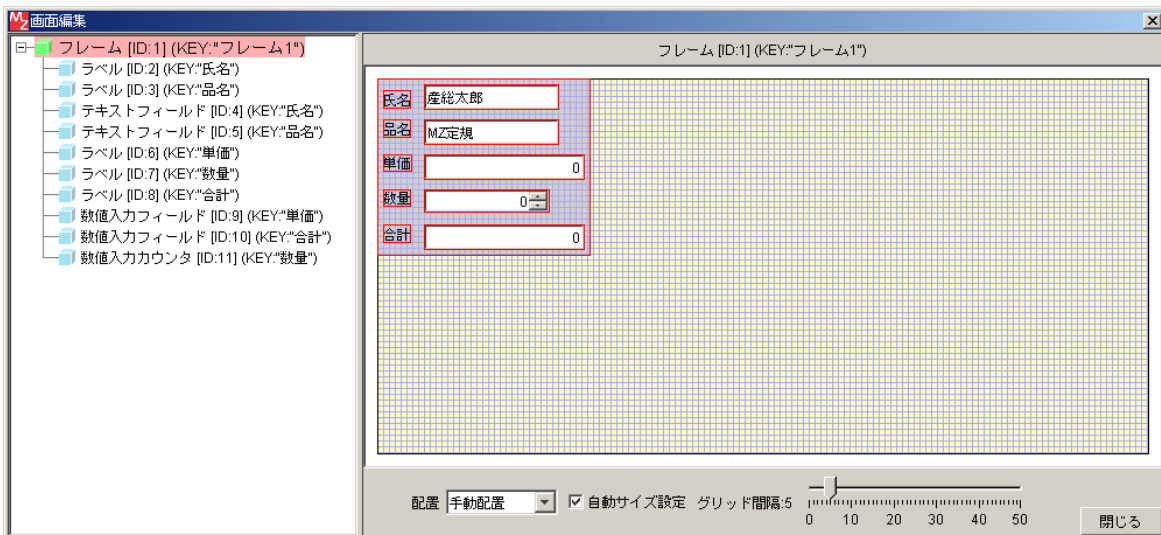 MZ 画面編集
フレーム [ID:1] (KEY:"フレーム1")
ラベル [ID:2] (KEY:"氏名")
ラベル [ID:3] (KEY:"品名")
テキストフィールド [ID:4] (KEY:"氏名")
テキストフィールド [ID:5] (KEY:"品名")
ラベル [ID:6] (KEY:"単価")
ラベル [ID:7] (KEY:"数量")
ラベル [ID:8] (KEY:"合計")
数値入力フィールド [ID:9] (KEY:"単価")
数値入力フィールド [ID:10] (KEY:"合計")
数値入力カウンタ [ID:11] (KEY:"数量")
フレーム [ID:1] (KEY:"フレーム1")
氏名 産総太郎
品名 MZ定規
単価 0
数量 0
合計 0
配置 手動配置 自動サイズ設定 グリッド間隔:5
0 10 20 30 40 50
閉じる